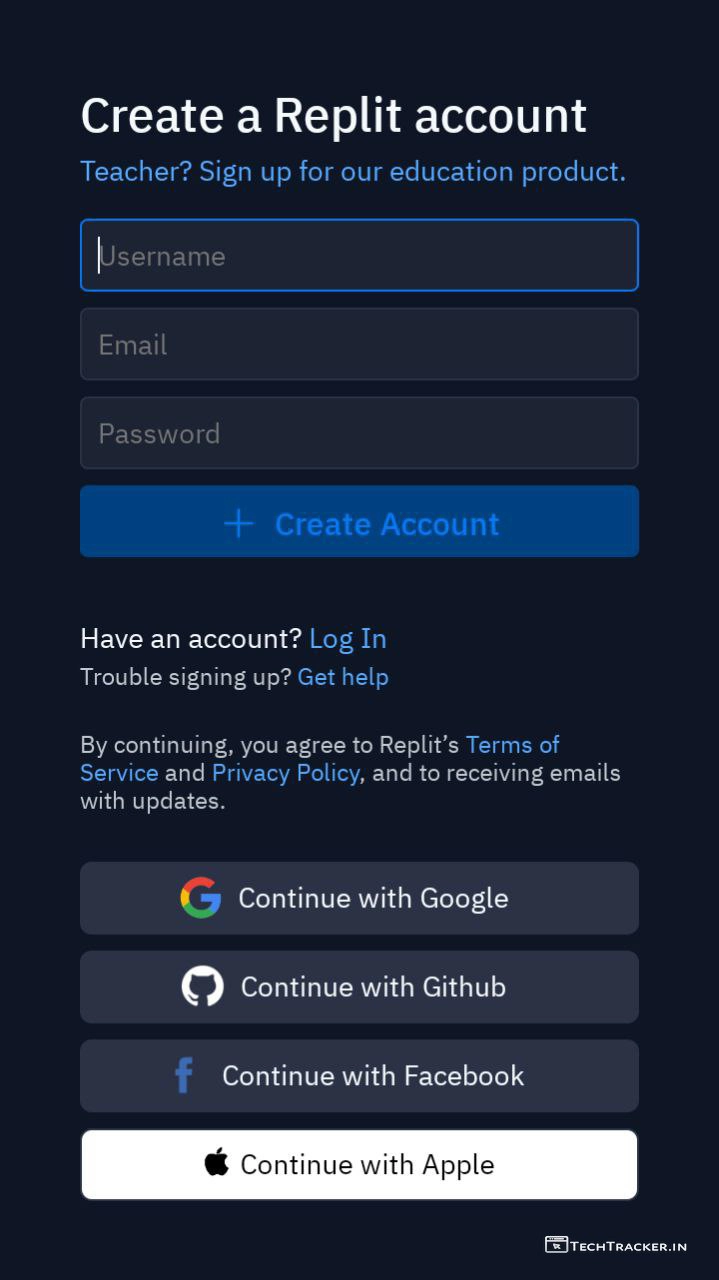 Create a Replit account
Teacher? Sign up for our education product.
Username
Email
Password
+ Create Account
Have an account? Log In
Trouble signing up? Get help
By continuing, you agree to Replit’s Terms of
Service and Privacy Policy, and to receiving emails
with updates.
Continue with Google
Continue with Github
Continue with Facebook
Continue with Apple
TECHTRACKER.IN